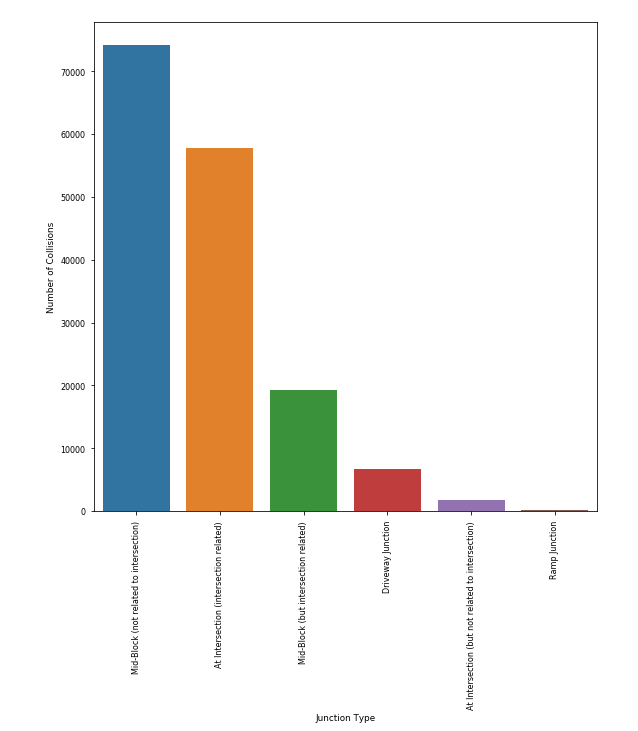 70000
60000
50000
40000
30000
20000
10000
0
Number of Collisions
Mid-Block (not related to intersection)
At Intersection (intersection related)
Mid-Block (but intersection related)
Driveway Junction
At Intersection (but not related to intersection)
Ramp Junction
Junction Type